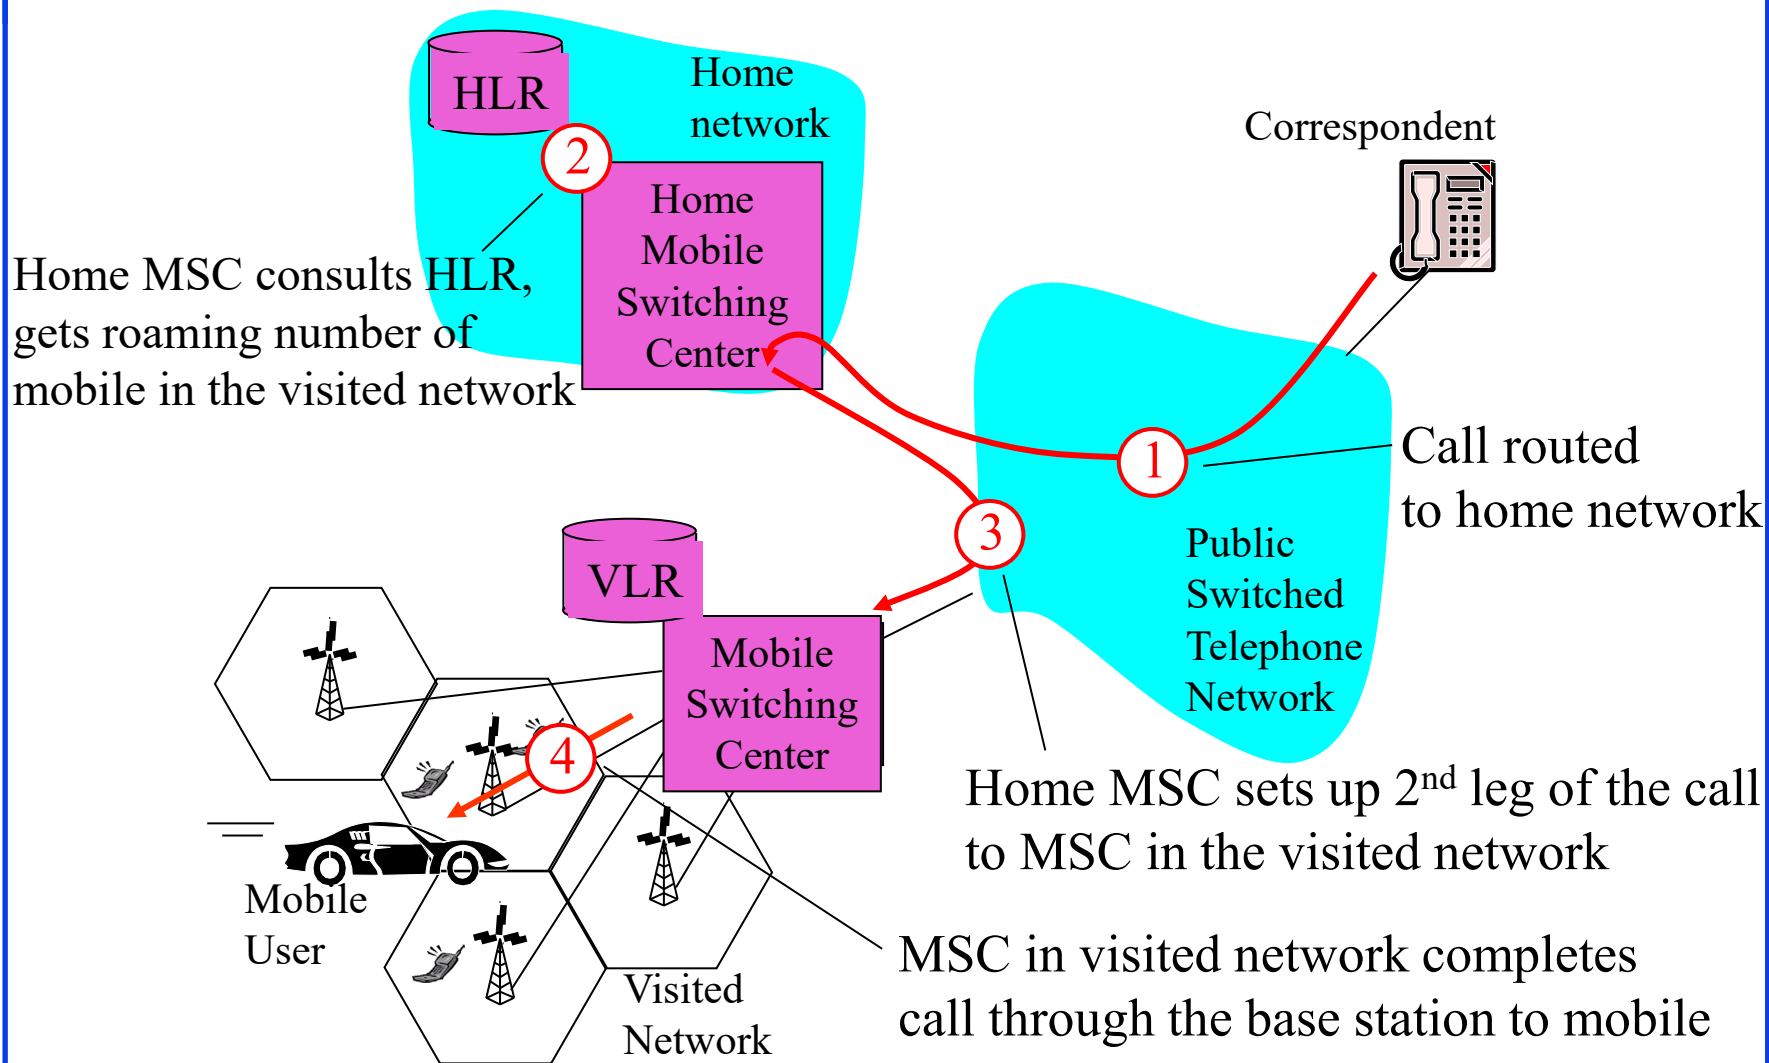 HLR
Home
network
2
Home
Mobile
Switching
Center
Correspondent
Home MSC consults HLR,
gets roaming number of
mobile in the visited network
1
Call routed
to home network
3
Public
Switched
Telephone
Network
VLR
Mobile
Switching
Center
4
Home MSC sets up 2nd leg of the call
to MSC in the visited network
Mobile
User
MSC in visited network completes
call through the base station to mobile
Visited
Network